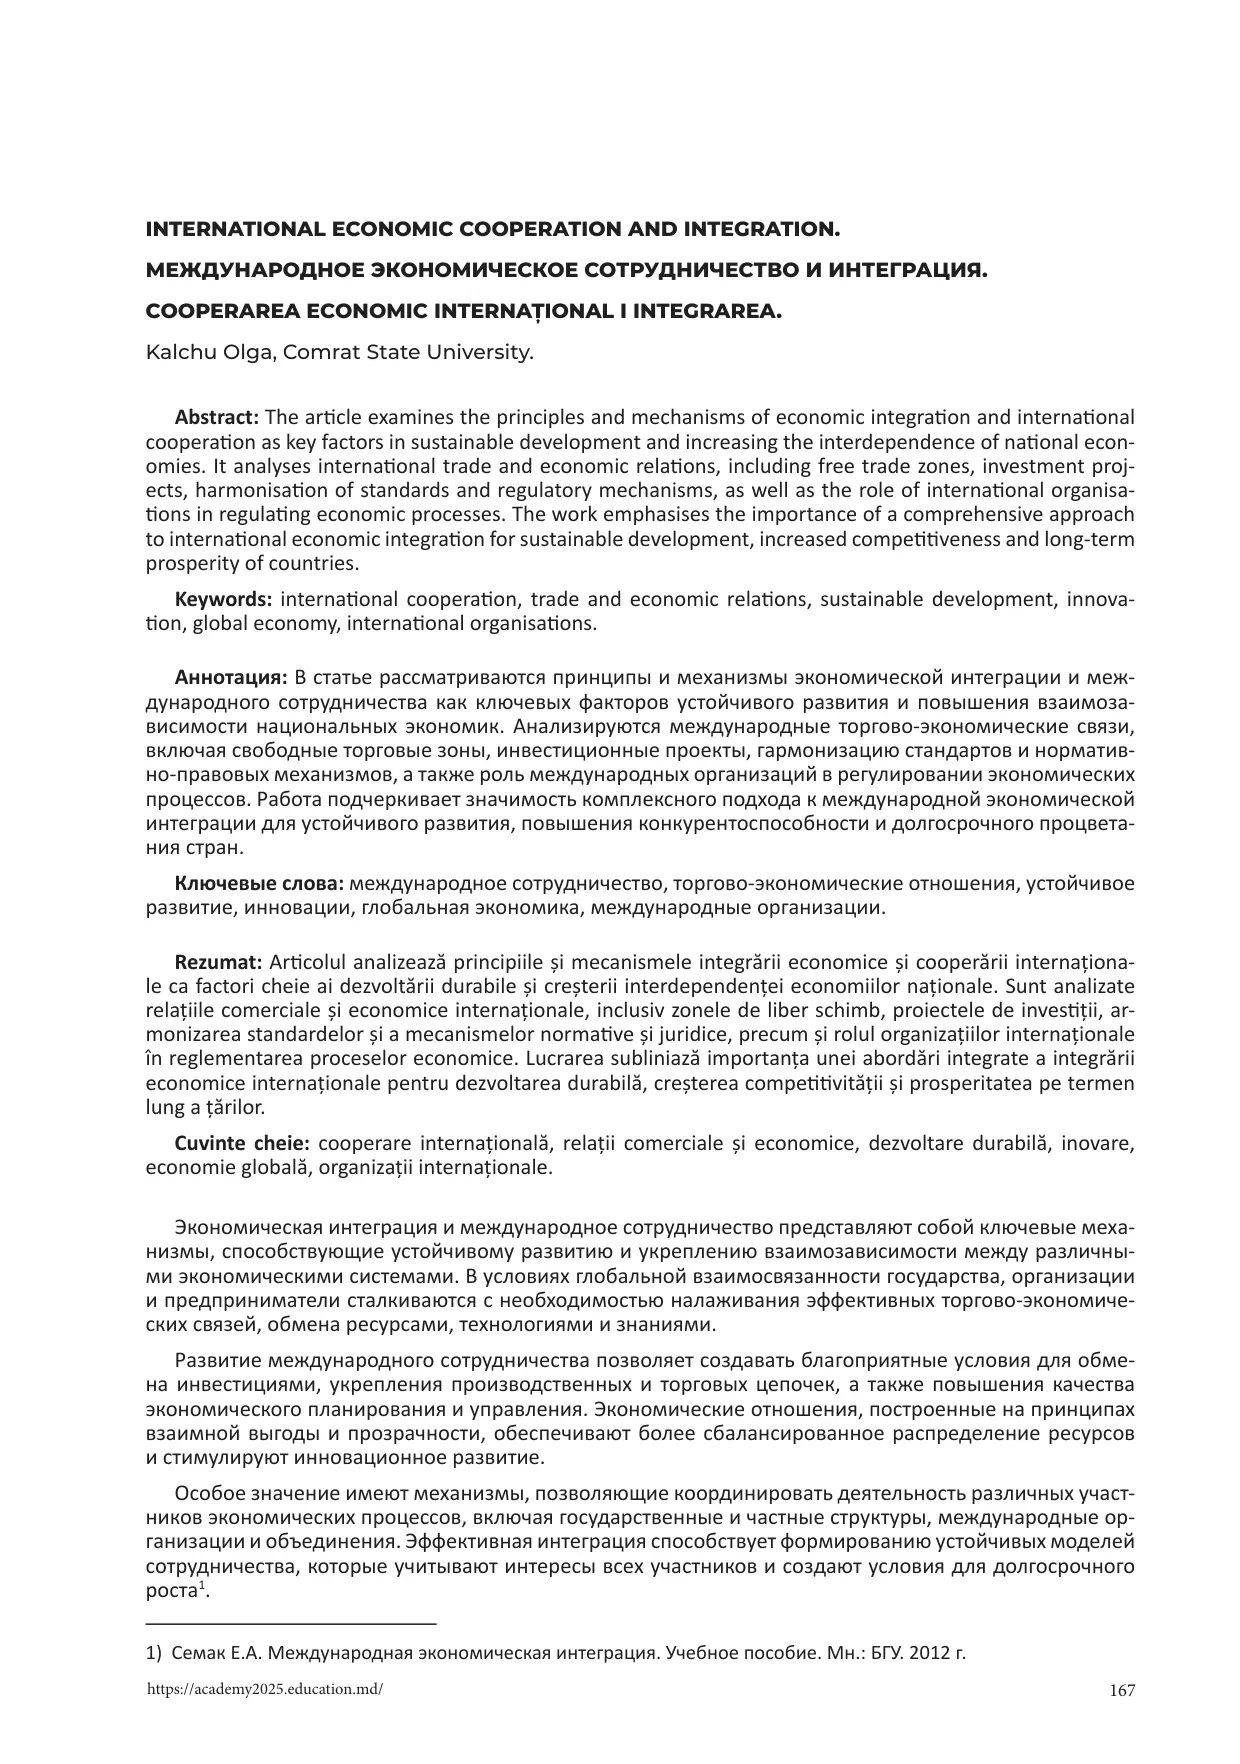 INTERNATIONAL ECONOMIC COOPERATION AND INTEGRATION.
МЕЖДУНАРОДНОЕ ЭКОНОМИЧЕСКОЕ СОТРУДНИЧЕСТВО И ИНТЕГРАЦИЯ.
COOPERAREA ECONOMIC INTERNAȚIONAL I INTEGRAREA.
Kalchu Olga, Comrat State University.
Abstract: The article examines the principles and mechanisms of economic integration and international
cooperation as key factors in sustainable development and increasing the interdependence of national econ-
omies. It analyses international trade and economic relations, including free trade zones, investment proj-
ects, harmonisation of standards and regulatory mechanisms, as well as the role of international organisa-
tions in regulating economic processes. The work emphasises the importance of a comprehensive approach
to international economic integration for sustainable development, increased competitiveness and long-term
prosperity of countries.
Keywords: international cooperation, trade and economic relations, sustainable development, innova-
tion, global economy, international organisations.
Аннотация: В статье рассматриваются принципы и механизмы экономической интеграции и меж-
дународного сотрудничества как ключевых факторов устойчивого развития и повышения взаимоза-
висимости национальных экономик. Анализируются международные торгово-экономические связи,
включая свободные торговые зоны, инвестиционные проекты, гармонизацию стандартов и норматив-
но-правовых механизмов, а также роль международных организаций в регулировании экономических
процессов. Работа подчеркивает значимость комплексного подхода к международной экономической
интеграции для устойчивого развития, повышения конкурентоспособности и долгосрочного процвета-
ния стран.
Ключевые слова: международное сотрудничество, торгово-экономические отношения, устойчивое
развитие, инновации, глобальная экономика, международные организации.
Rezumat: Articolul analizează principiile și mecanismele integrării economice și cooperării internaționa-
le ca factori cheie ai dezvoltării durabile și creșterii interdependenței economiilor naționale. Sunt analizate
relațiile comerciale și economice internaționale, inclusiv zonele de liber schimb, proiectele de investiții, ar-
monizarea standardelor și a mecanismelor normative și juridice, precum și rolul organizațiilor internaționale
în reglementarea proceselor economice. Lucrarea subliniază importanța unei abordări integrate a integrării
economice internaționale pentru dezvoltarea durabilă, creșterea competitivității și prosperitatea pe termen
lung a țărilor.
Cuvinte cheie: cooperare internațională, relații comerciale și economice, dezvoltare durabilă, inovare,
economie globală, organizații internaționale.
Экономическая интеграция и международное сотрудничество представляют собой ключевые меха-
низмы, способствующие устойчивому развитию и укреплению взаимозависимости между различны-
ми экономическими системами. В условиях глобальной взаимосвязанности государства, организации
и предприниматели сталкиваются с необходимостью налаживания эффективных торгово-экономиче-
ских связей, обмена ресурсами, технологиями и знаниями.
Развитие международного сотрудничества позволяет создавать благоприятные условия для обме-
на инвестициями, укрепления производственных и торговых цепочек, а также повышения качества
экономического планирования и управления. Экономические отношения, построенные на принципах
взаимной выгоды и прозрачности, обеспечивают более сбалансированное распределение ресурсов
и стимулируют инновационное развитие.
Особое значение имеют механизмы, позволяющие координировать деятельность различных участ-
ников экономических процессов, включая государственные и частные структуры, международные ор-
ганизации и объединения. Эффективная интеграция способствует формированию устойчивых моделей
сотрудничества, которые учитывают интересы всех участников и создают условия для долгосрочного
роста¹.
1) Семак Е.А. Международная экономическая интеграция. Учебное пособие. Мн.: БГУ. 2012 г.
https://academy2025.education.md/
167